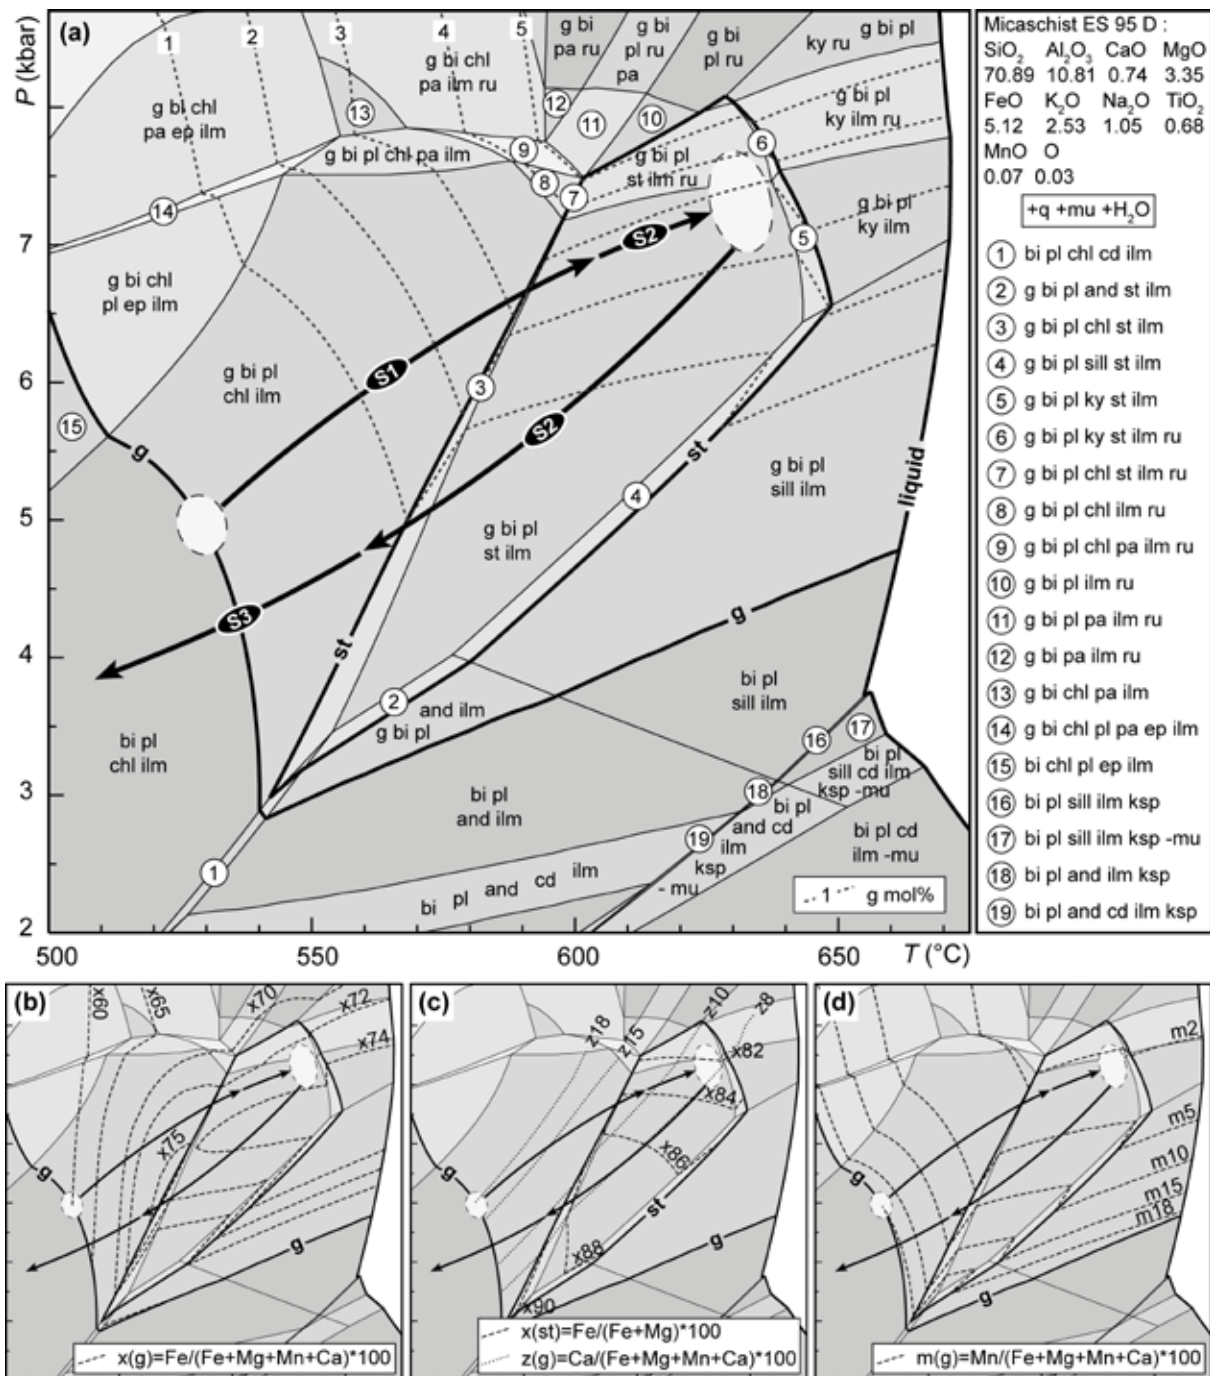 (a)
P (kbar)
7
6
5
4
3
2
500
550
600
650
T (°C)
1
2
3
4
5
g bi
pa ru
g bi
pl ru
pa
g bi
pl ru
ky ru
g bi pl
g bi chl
pa ep ilm
g bi chl
pa ilm ru
g bi pl
ky ilm ru
13
12
11
10
9
8
7
6
g bi pl chl pa ilm
g bi pl
st ilm ru
14
g bi pl
ky ilm
5
g bi chl
pl ep ilm
S2
S1
g bi pl
chl ilm
3
15
g
S2
st
g bi pl
sill ilm
liquid
4
g bi pl
st ilm
S3
g
st
2
and ilm
g bi pl
bi pl
sill ilm
bi pl
chl ilm
16
17
bi pl
sill cd ilm
ksp -mu
bi pl
and ilm
18
bi pl
and cd
ilm
ksp
- mu
19
bi pl cd
ilm -mu
1
bi pl and cd ilm
1 g mol%
Micaschist ES 95 D :
SiO₂ Al₂O₃ CaO MgO
70.89 10.81 0.74 3.35
FeO K₂O Na₂O TiO₂
5.12 2.53 1.05 0.68
MnO O
0.07 0.03
+q +mu +H₂O
1 bi pl chl cd ilm
2 g bi pl and st ilm
3 g bi pl chl st ilm
4 g bi pl sill st ilm
5 g bi pl ky st ilm
6 g bi pl ky st ilm ru
7 g bi pl chl st ilm ru
8 g bi pl chl ilm ru
9 g bi pl chl pa ilm ru
10 g bi pl ilm ru
11 g bi pl pa ilm ru
12 g bi pa ilm ru
13 g bi chl pa ilm
14 g bi chl pl pa ep ilm
15 bi chl pl ep ilm
16 bi pl sill ilm ksp
17 bi pl sill ilm ksp -mu
18 bi pl and ilm ksp
19 bi pl and cd ilm ksp
(b)
x60
x65
x70
x72
x74
x75
g
g
x(g)=Fe/(Fe+Mg+Mn+Ca)*100
(c)
z18
z15
z10
z8
x82
x84
x86
x88
x90
g
st
g
x(st)=Fe/(Fe+Mg)*100
z(g)=Ca/(Fe+Mg+Mn+Ca)*100
(d)
m2
m5
m10
m15
m18
g
g
m(g)=Mn/(Fe+Mg+Mn+Ca)*100